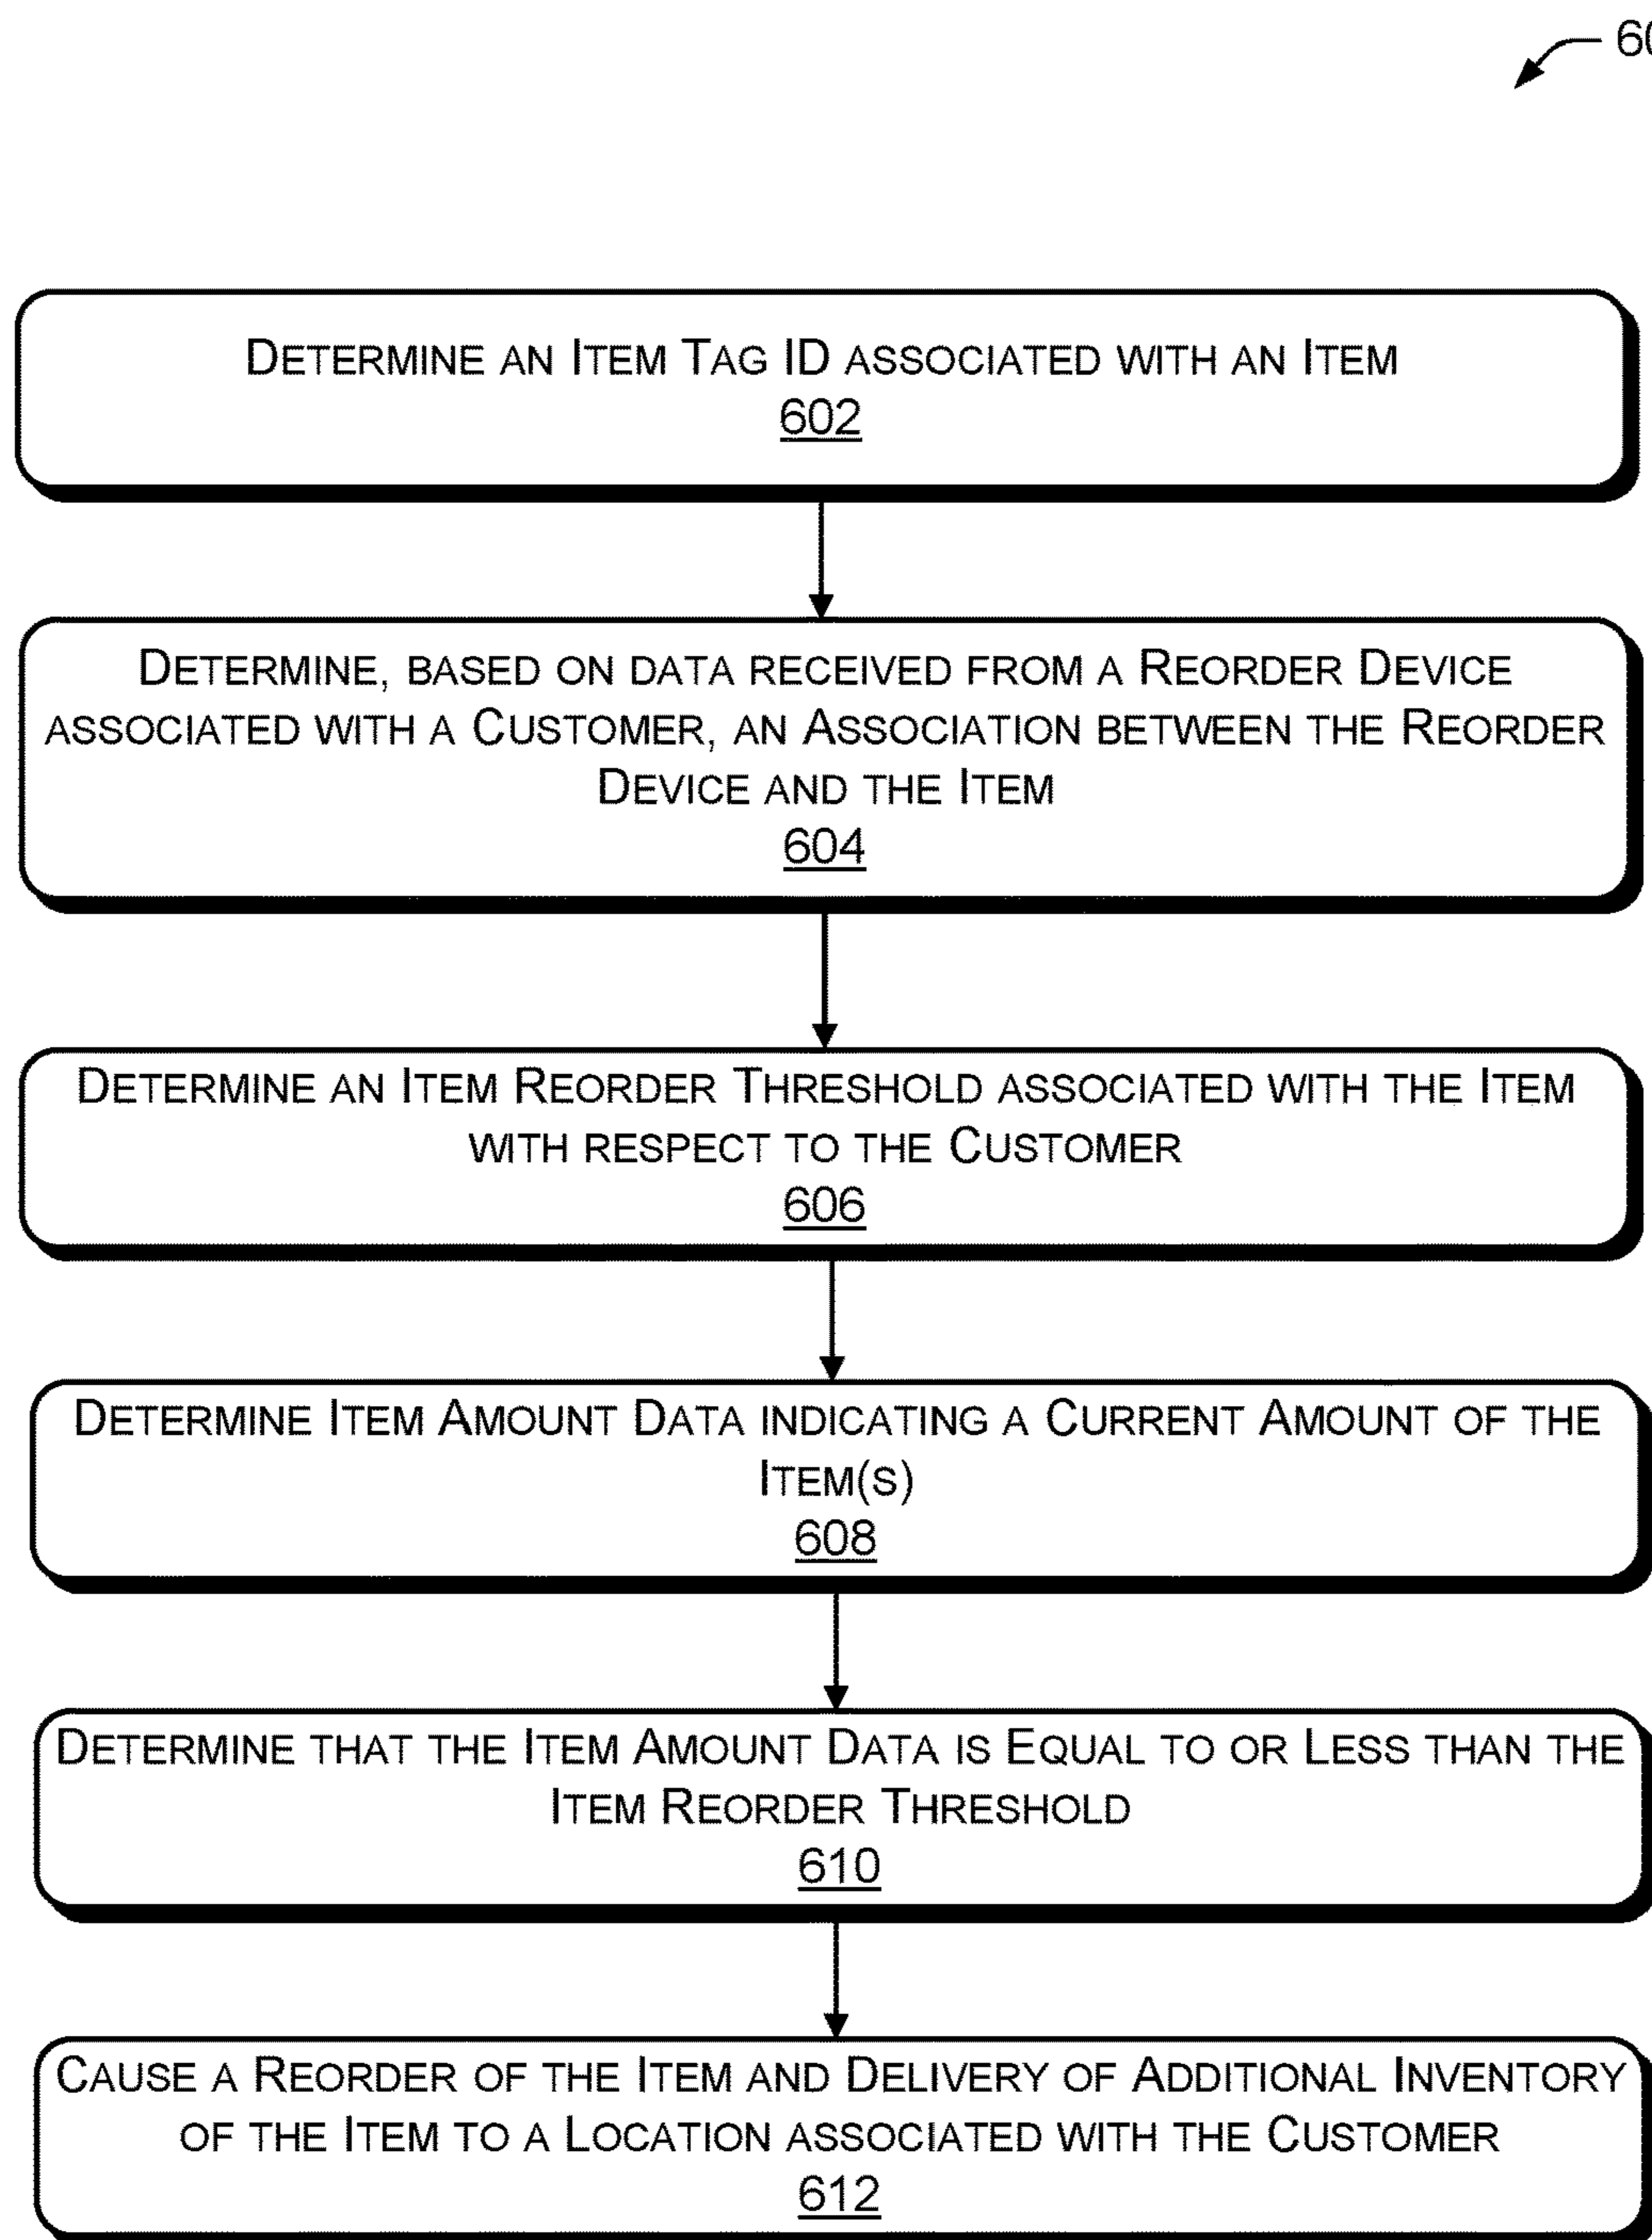 60
DETERMINE AN ITEM TAG ID ASSOCIATED WITH AN ITEM
602
DETERMINE, BASED ON DATA RECEIVED FROM A REORDER DEVICE
ASSOCIATED WITH A CUSTOMER, AN ASSOCIATION BETWEEN THE REORDER
DEVICE AND THE ITEM
604
DETERMINE AN ITEM REORDER THRESHOLD ASSOCIATED WITH THE ITEM
WITH RESPECT TO THE CUSTOMER
606
DETERMINE ITEM AMOUNT DATA INDICATING A CURRENT AMOUNT OF THE
ITEM(S)
608
DETERMINE THAT THE ITEM AMOUNT DATA IS EQUAL TO OR LESS THAN THE
ITEM REORDER THRESHOLD
610
CAUSE A REORDER OF THE ITEM AND DELIVERY OF ADDITIONAL INVENTORY
OF THE ITEM TO A LOCATION ASSOCIATED WITH THE CUSTOMER
612